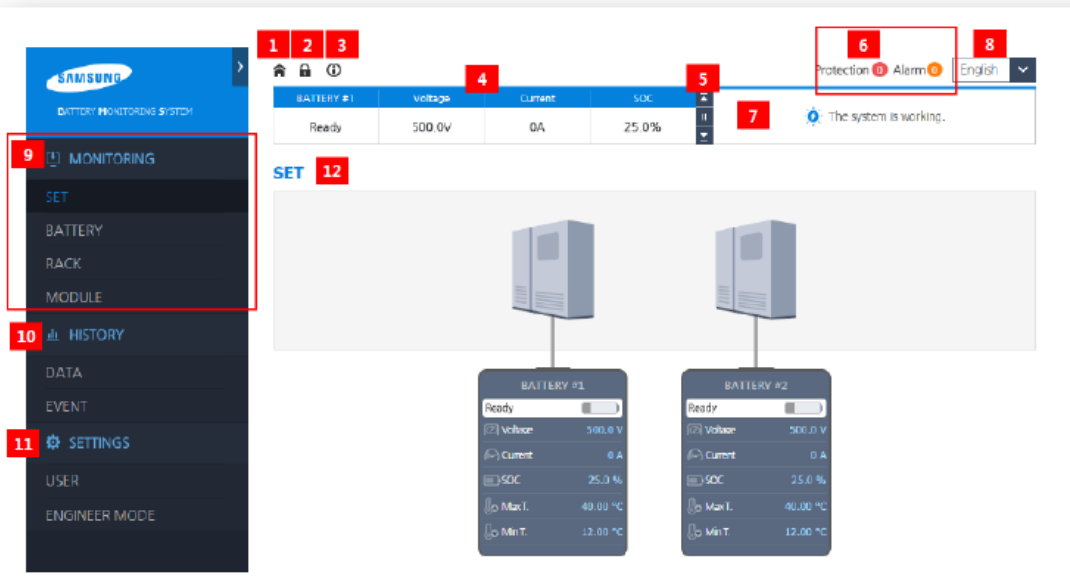 1 2 3
6
8
SAMSUNG
BATTERY MONITORING SYSTEM
Protection 0 Alarm 0 English
4
5
BATTERY #1 Voltage Current SOC
Ready 500.0V 0A 25.0%
7
The system is working.
9 MONITORING
SET
BATTERY
RACK
MODULE
10 HISTORY
DATA
EVENT
11 SETTINGS
USER
ENGINEER MODE
SET 12
BATTERY #1
Ready
Voltage 500.0 V
Current 0 A
SOC 25.0 %
Max T. 40.00 °C
Min T. 12.00 °C
BATTERY #2
Ready
Voltage 500.0 V
Current 0 A
SOC 25.0 %
Max T. 40.00 °C
Min T. 12.00 °C